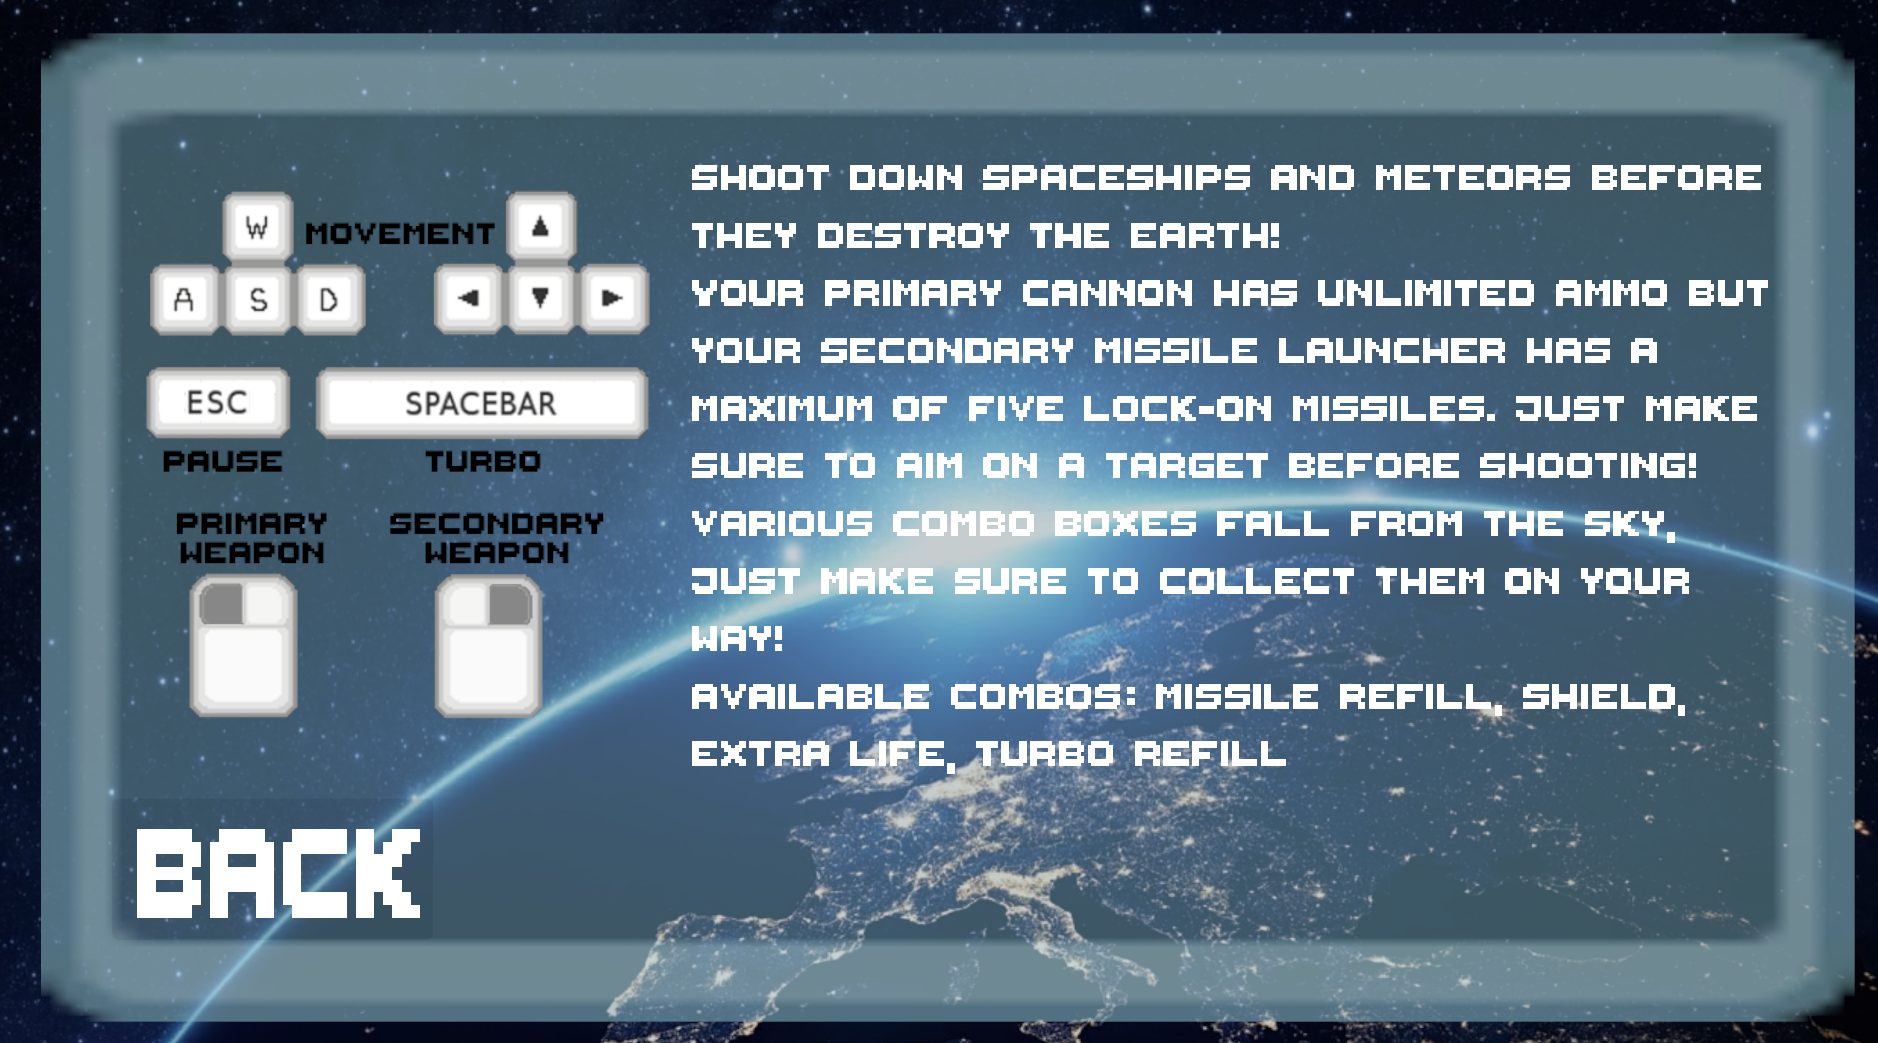 W
MOVEMENT
▲
A S D
◀ ▼ ▶
ESC
SPACEBAR
PAUSE
TURBO
PRIMARY
WEAPON
SECONDARY
WEAPON
SHOOT DOWN SPACESHIPS AND METEORS BEFORE
THEY DESTROY THE EARTH!
YOUR PRIMARY CANNON HAS UNLIMITED AMMO BUT
YOUR SECONDARY MISSILE LAUNCHER HAS A
MAXIMUM OF FIVE LOCK-ON MISSILES. JUST MAKE
SURE TO AIM ON A TARGET BEFORE SHOOTING!
VARIOUS COMBO BOXES FALL FROM THE SKY,
JUST MAKE SURE TO COLLECT THEM ON YOUR
WAY!
AVAILABLE COMBOS: MISSILE REFILL, SHIELD,
EXTRA LIFE, TURBO REFILL
BACK